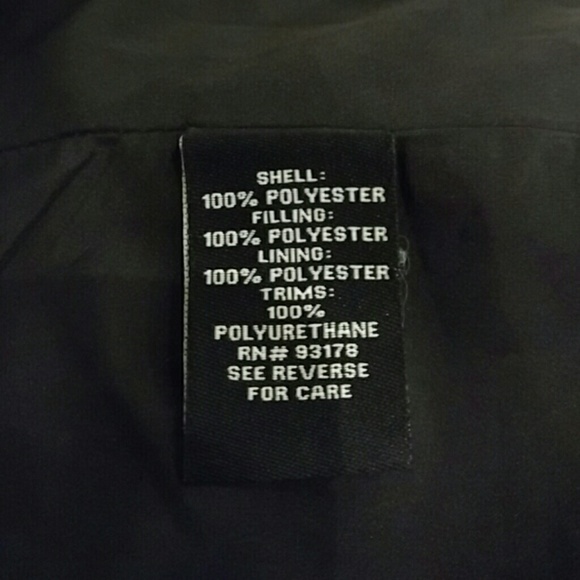 SHELL:
100% POLYESTER
FILLING:
100% POLYESTER
LINING:
100% POLYESTER
TRIMS:
100%
POLYURETHANE
RN# 93178
SEE REVERSE
FOR CARE